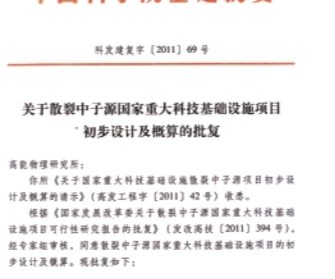 科发建复字〔2011〕69 号
关于散裂中子源国家重大科技基础设施项目
初步设计及概算的批复
高能物理研究所：
你所《关于国家重大科技基础设施散裂中子源项目初步设
计及概算的请示》（高发工程字〔2011〕42 号）收悉。
根据《国家发展改革委关于散裂中子源国家重大科技基础
设施项目可行性研究报告的批复》（发改高技〔2011〕394 号），
经专家组审核，同意散裂中子源国家重大科技基础设施项目的初
步设计及概算。现批复如下：